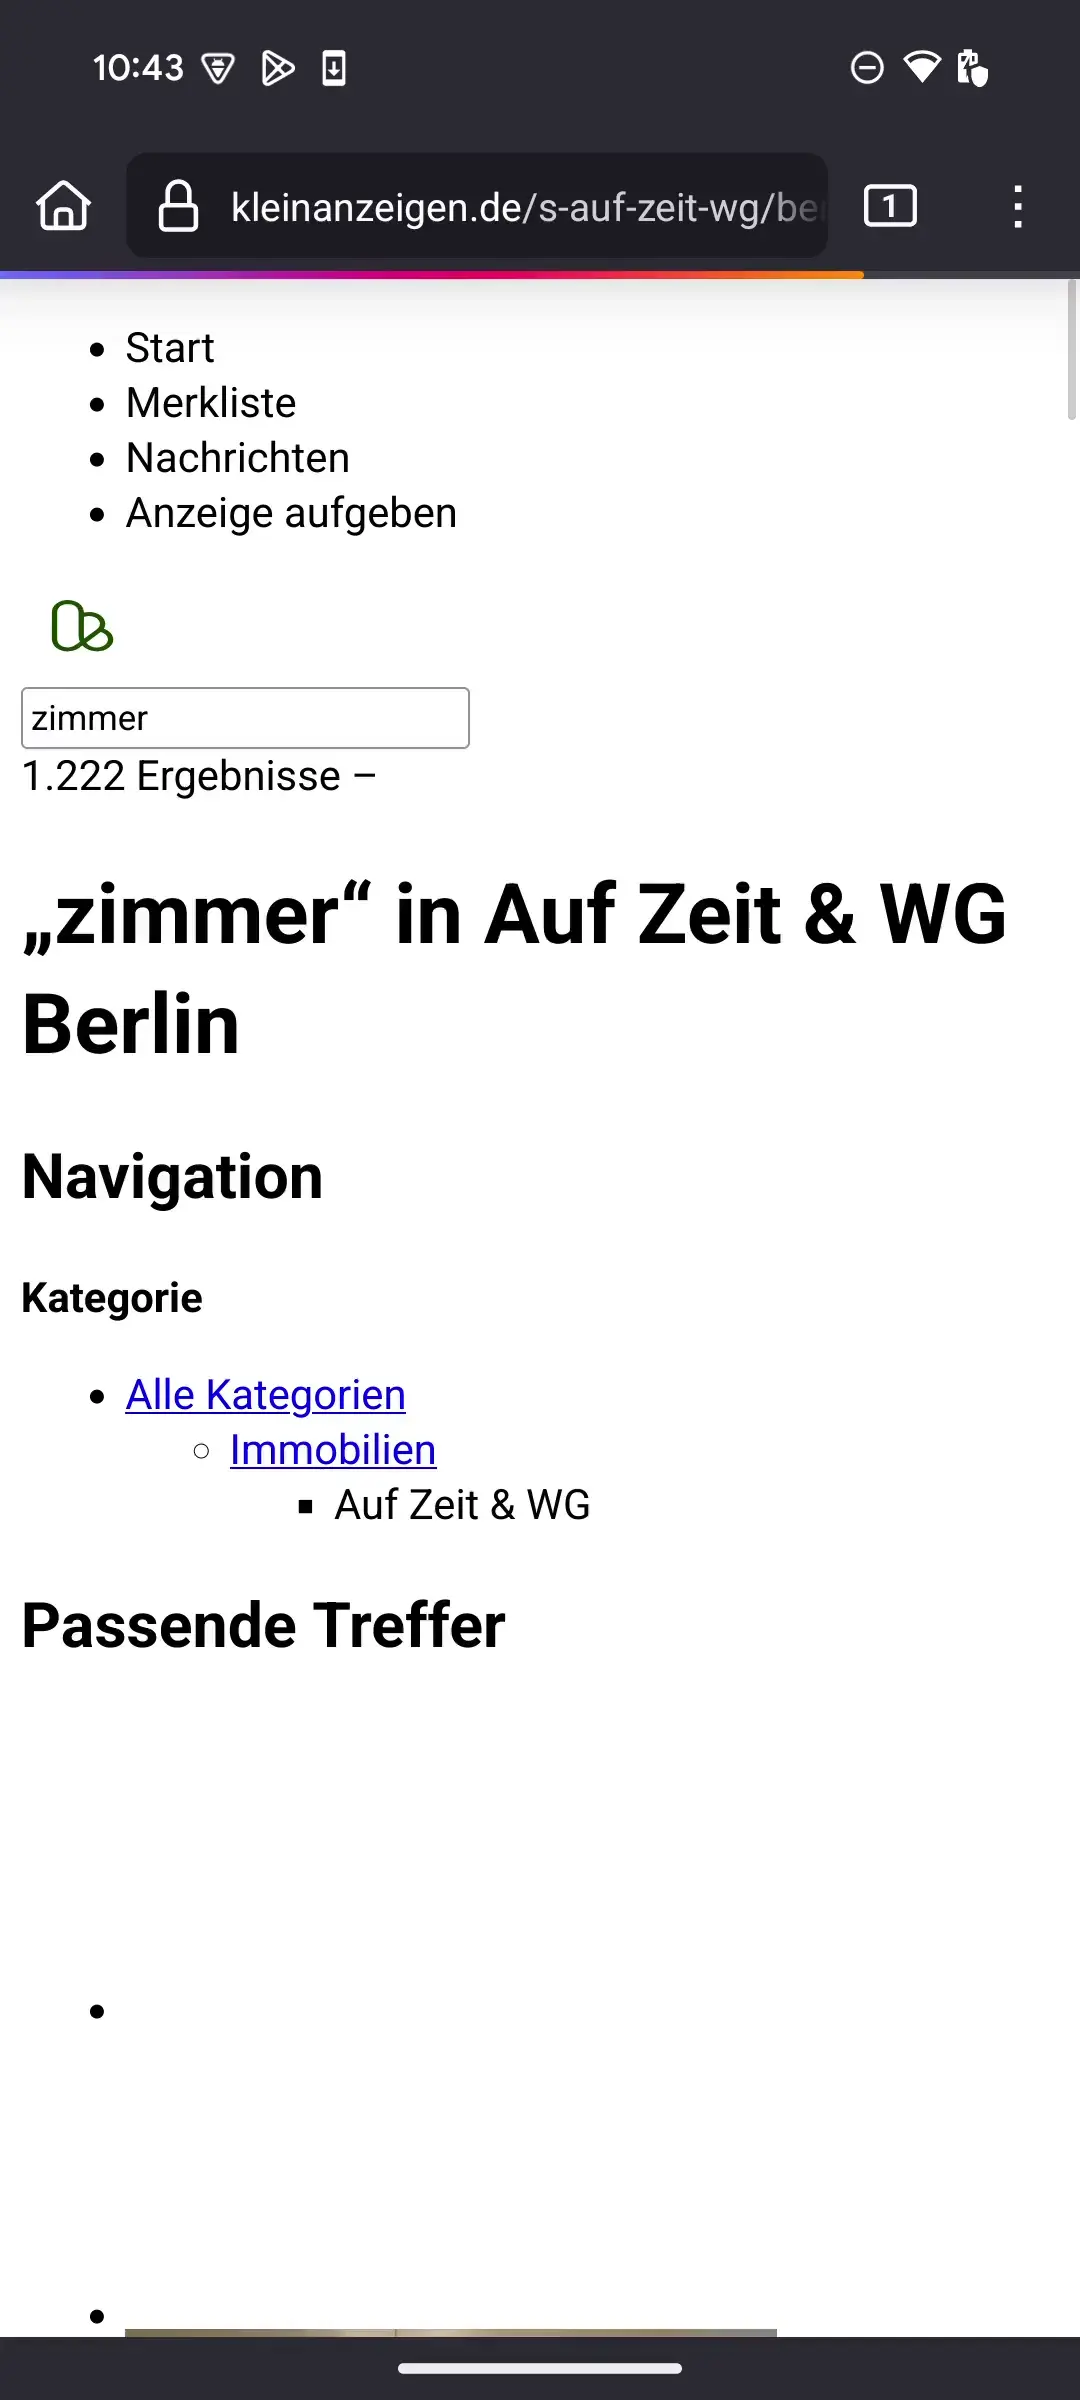 10:43
kleinanzeigen.de/s-auf-zeit-wg/ber
1
Start
Merkliste
Nachrichten
Anzeige aufgeben
zimmer
1.222 Ergebnisse –
„zimmer“ in Auf Zeit & WG
Berlin
Navigation
Kategorie
Alle Kategorien
Immobilien
Auf Zeit & WG
Passende Treffer